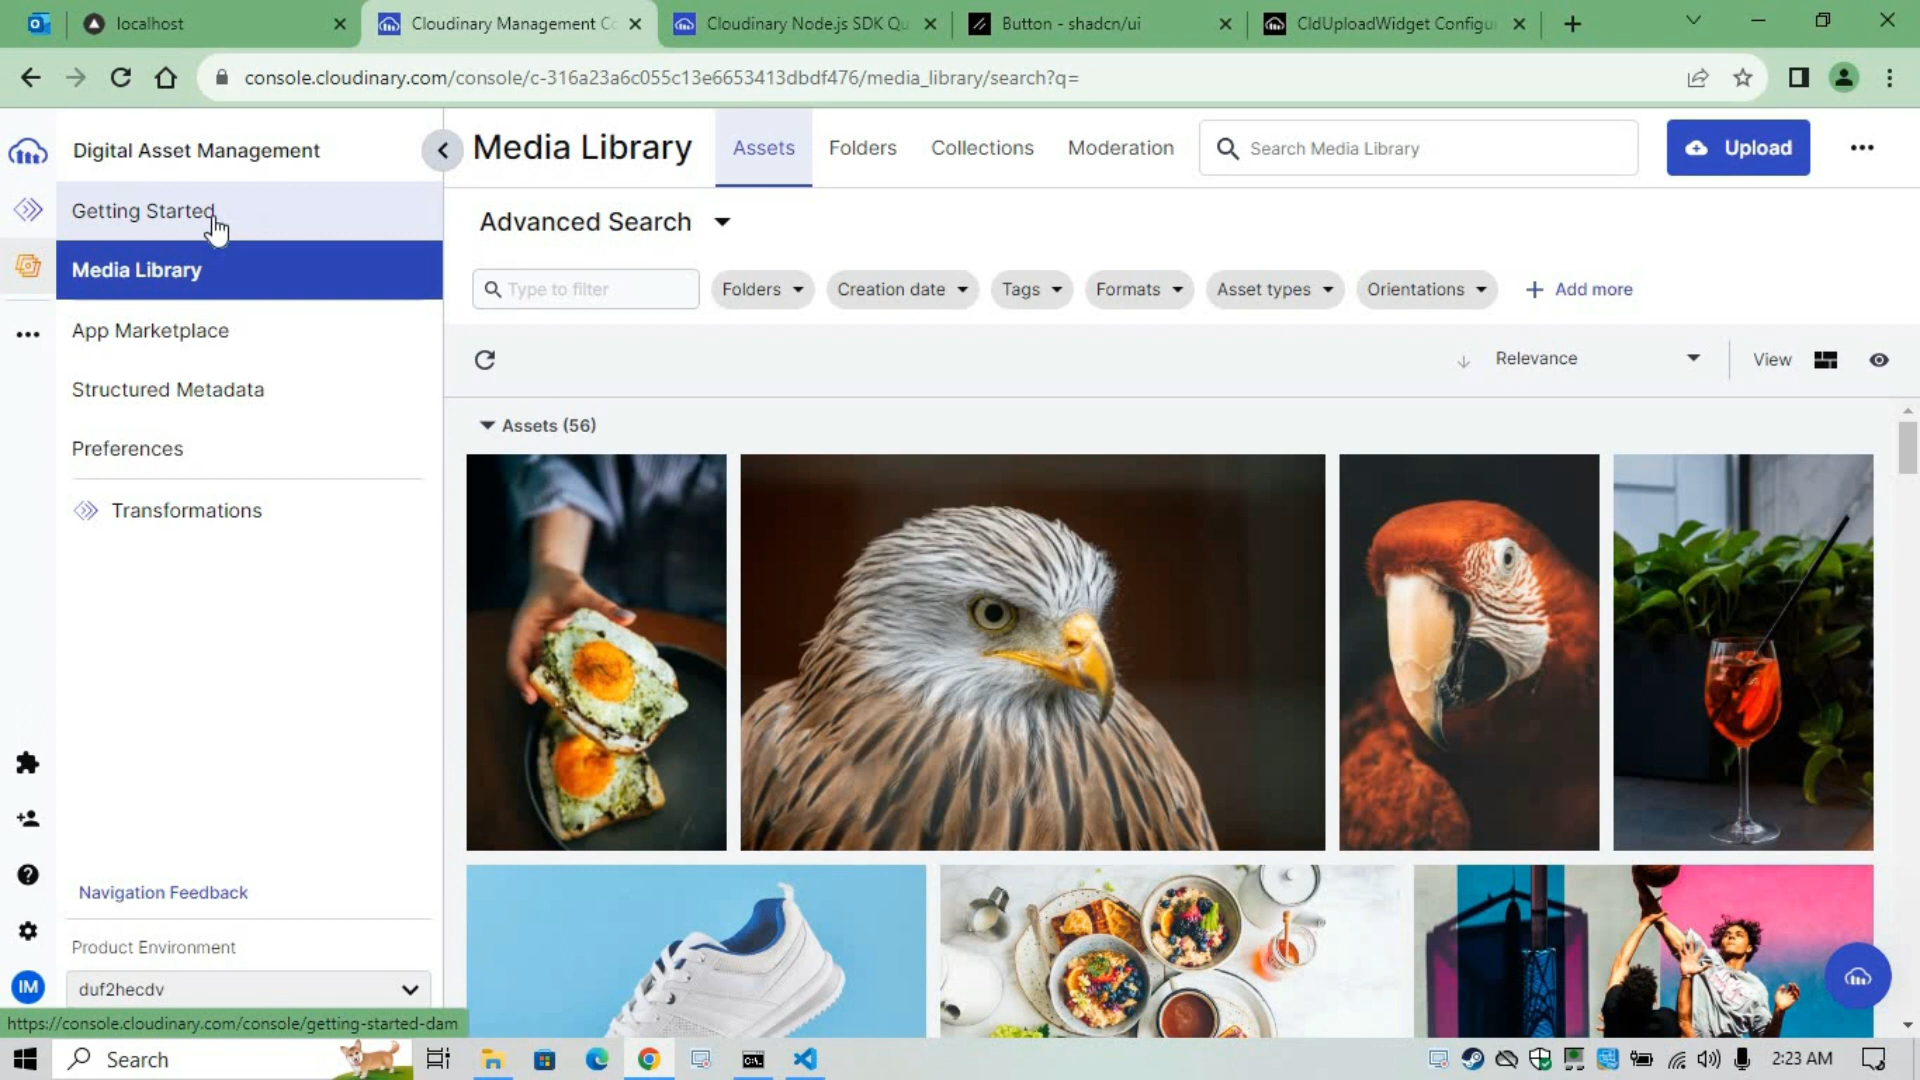 localhost
Cloudinary Management Co
Cloudinary Node.js SDK Qu
Button - shadcn/ui
CldUploadWidget Configu
console.cloudinary.com/console/c-316a23a6c055c13e6653413dbdf476/media_library/search?q=
Digital Asset Management
Getting Started
Media Library
App Marketplace
Structured Metadata
Preferences
Transformations
Navigation Feedback
Product Environment
duf2hecdv
IM
https://console.cloudinary.com/console/getting-started-dam
Media Library
Assets
Folders
Collections
Moderation
Search Media Library
Upload
Advanced Search
Type to filter
Folders
Creation date
Tags
Formats
Asset types
Orientations
Add more
Relevance
View
Assets (56)
Search
2:23 AM